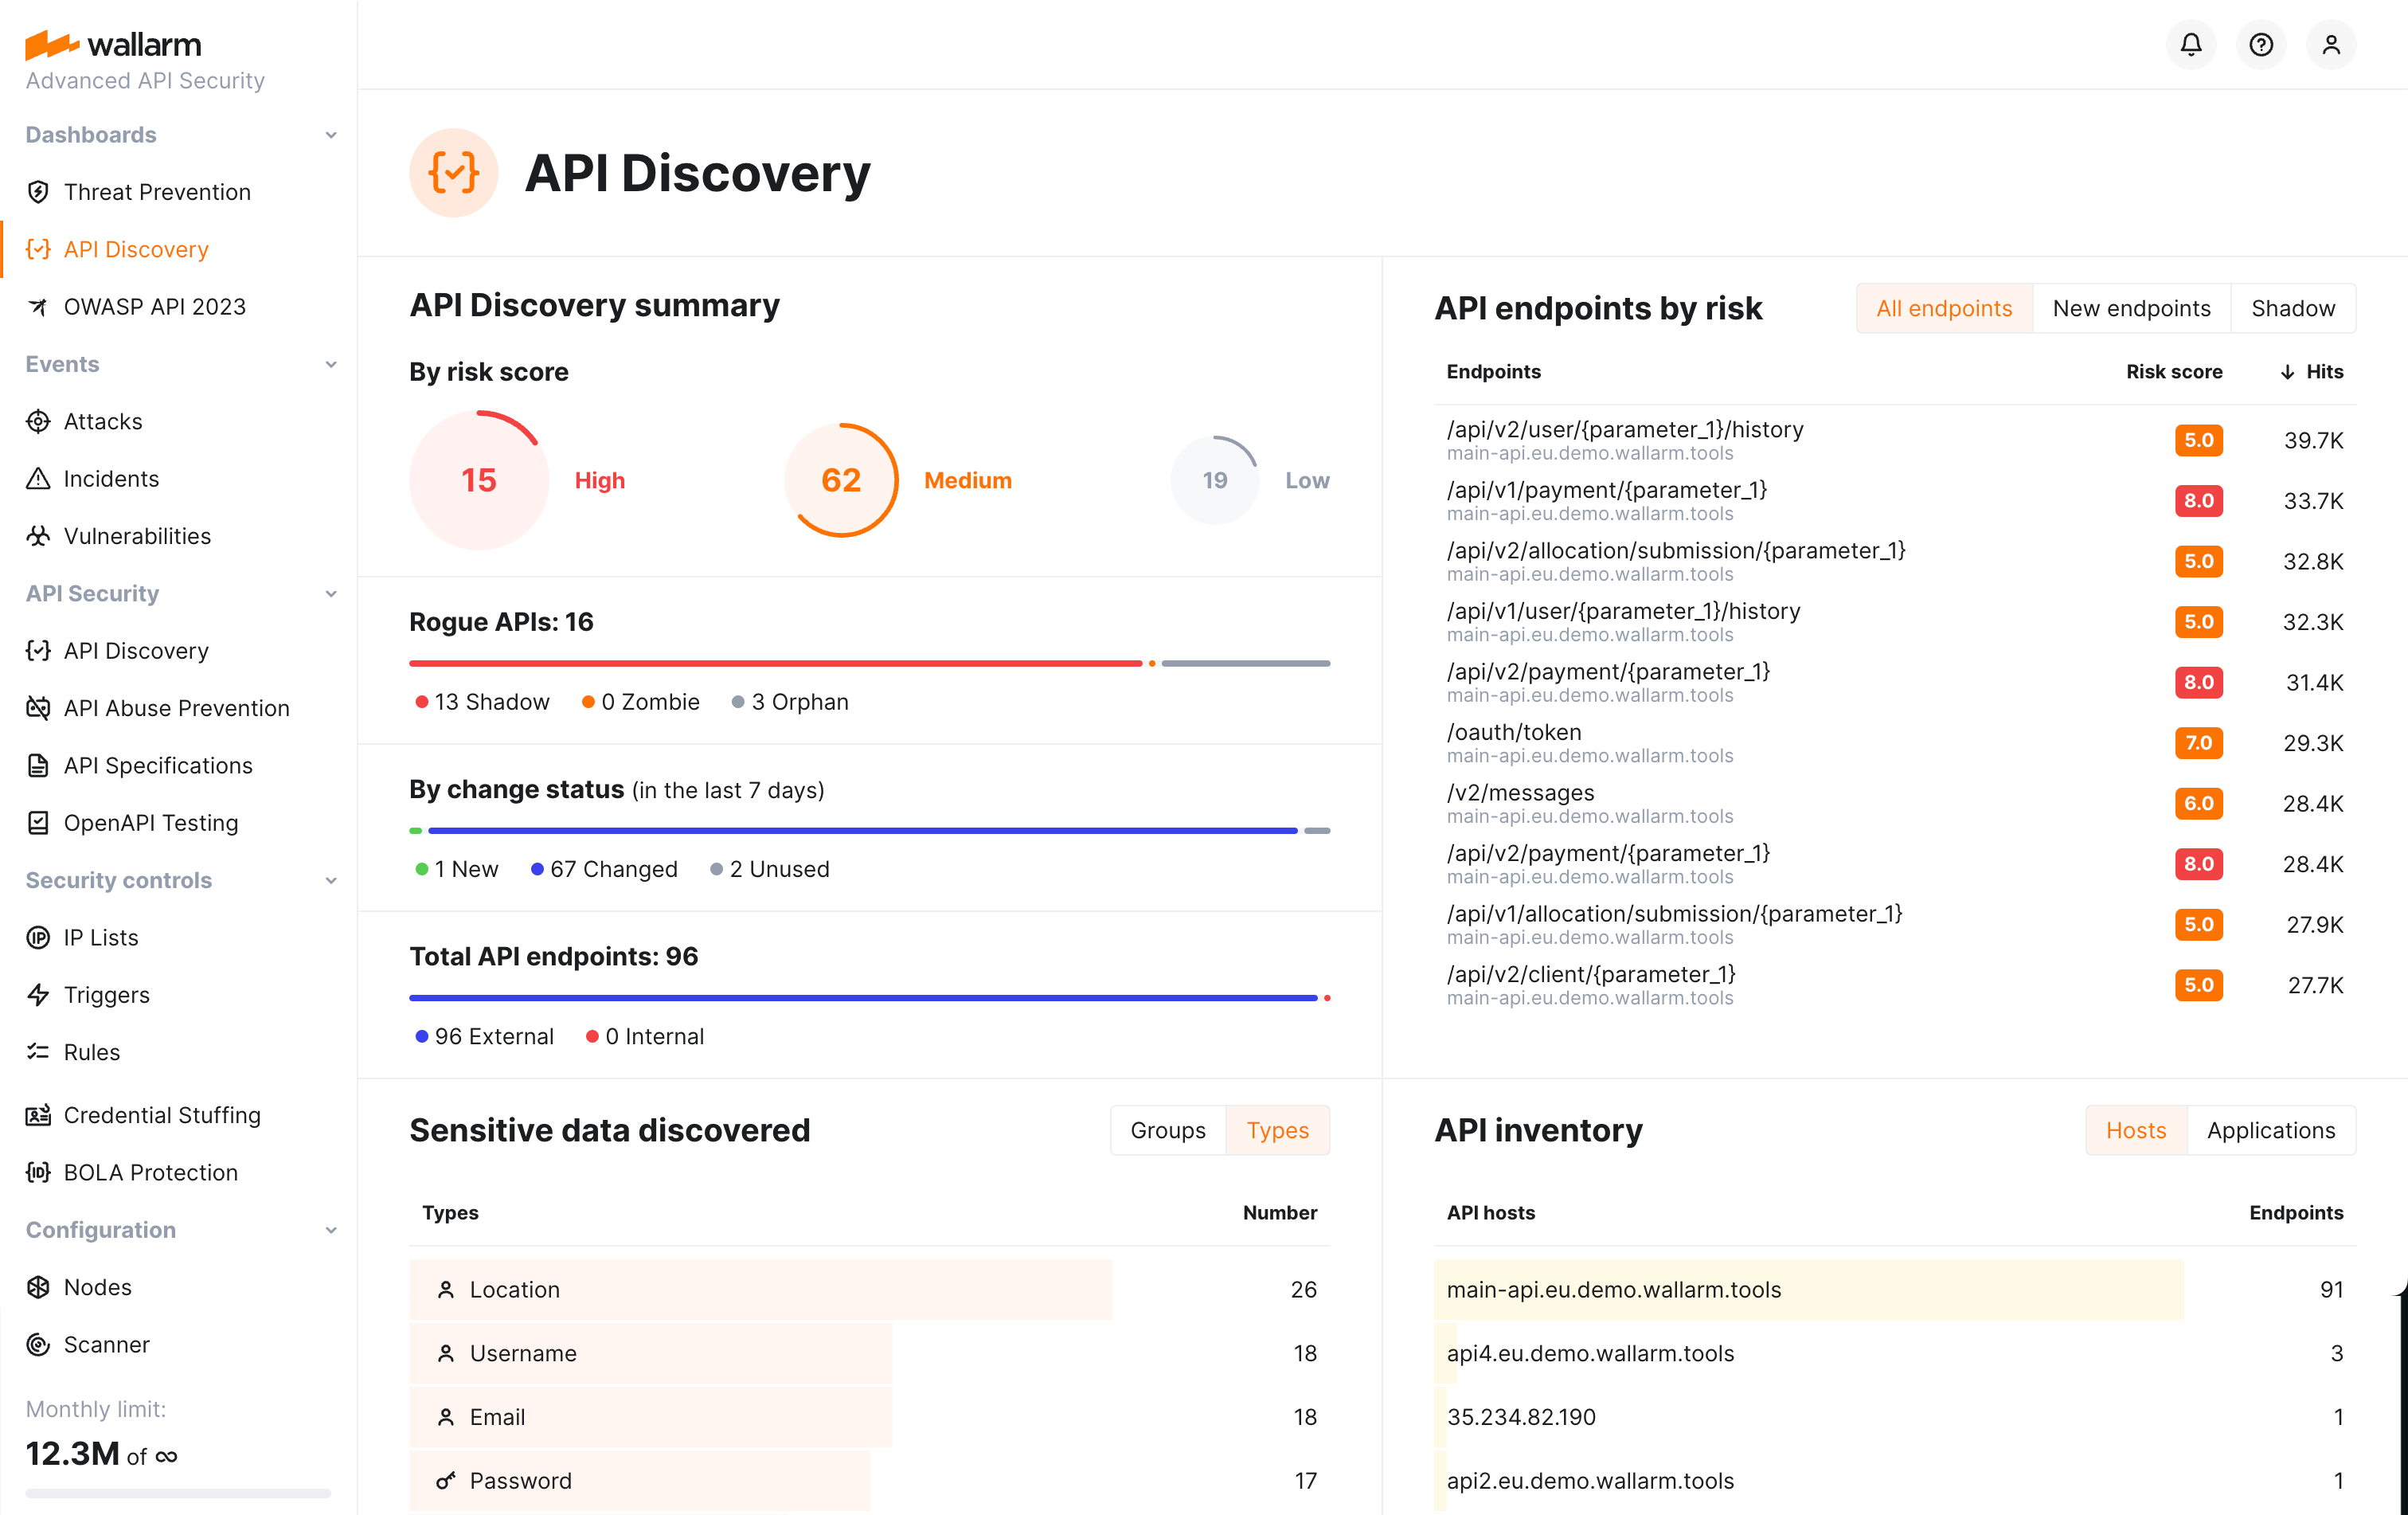 wallarm
Advanced API Security
Dashboards
Threat Prevention
API Discovery
OWASP API 2023
Events
Attacks
Incidents
Vulnerabilities
API Security
API Discovery
API Abuse Prevention
API Specifications
OpenAPI Testing
Security controls
IP Lists
Triggers
Rules
Credential Stuffing
BOLA Protection
Configuration
Nodes
Scanner
Monthly limit:
12.3M of ∞
API Discovery
API Discovery summary
By risk score
15 High 62 Medium 19 Low
Rogue APIs: 16
13 Shadow 0 Zombie 3 Orphan
By change status (in the last 7 days)
1 New 67 Changed 2 Unused
Total API endpoints: 96
96 External 0 Internal
API endpoints by risk All endpoints New endpoints Shadow
Endpoints Risk score ↓ Hits
/api/v2/user/{parameter_1}/history 5.0 39.7K
main-api.eu.demo.wallarm.tools
/api/v1/payment/{parameter_1} 8.0 33.7K
main-api.eu.demo.wallarm.tools
/api/v2/allocation/submission/{parameter_1} 5.0 32.8K
main-api.eu.demo.wallarm.tools
/api/v1/user/{parameter_1}/history 5.0 32.3K
main-api.eu.demo.wallarm.tools
/api/v2/payment/{parameter_1} 8.0 31.4K
main-api.eu.demo.wallarm.tools
/oauth/token 7.0 29.3K
main-api.eu.demo.wallarm.tools
/v2/messages 6.0 28.4K
main-api.eu.demo.wallarm.tools
/api/v2/payment/{parameter_1} 8.0 28.4K
main-api.eu.demo.wallarm.tools
/api/v1/allocation/submission/{parameter_1} 5.0 27.9K
main-api.eu.demo.wallarm.tools
/api/v2/client/{parameter_1} 5.0 27.7K
main-api.eu.demo.wallarm.tools
Sensitive data discovered Groups Types
Types Number
Location 26
Username 18
Email 18
Password 17
API inventory Hosts Applications
API hosts Endpoints
main-api.eu.demo.wallarm.tools 91
api4.eu.demo.wallarm.tools 3
35.234.82.190 1
api2.eu.demo.wallarm.tools 1